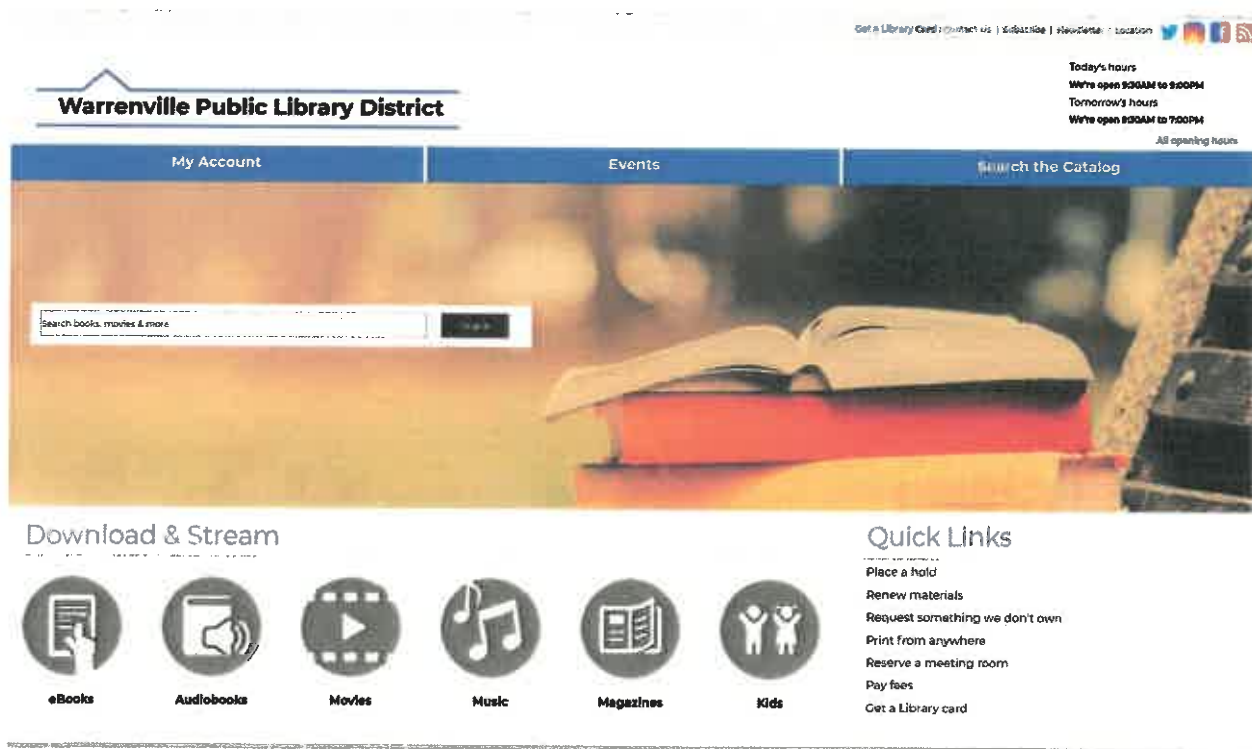 Get a Library Card | Contact Us | Subscribe | Newsletter | Location
Today's hours
We're open 9:30AM to 9:00PM
Tomorrow's hours
We're open 9:30AM to 7:00PM
All opening hours
Warrenville Public Library District
My Account
Events
Search the Catalog
Search books, movies & more
Download & Stream
Quick Links
Place a hold
Renew materials
Request something we don't own
Print from anywhere
Reserve a meeting room
Pay fees
Get a Library card
eBooks
Audiobooks
Movies
Music
Magazines
Kids